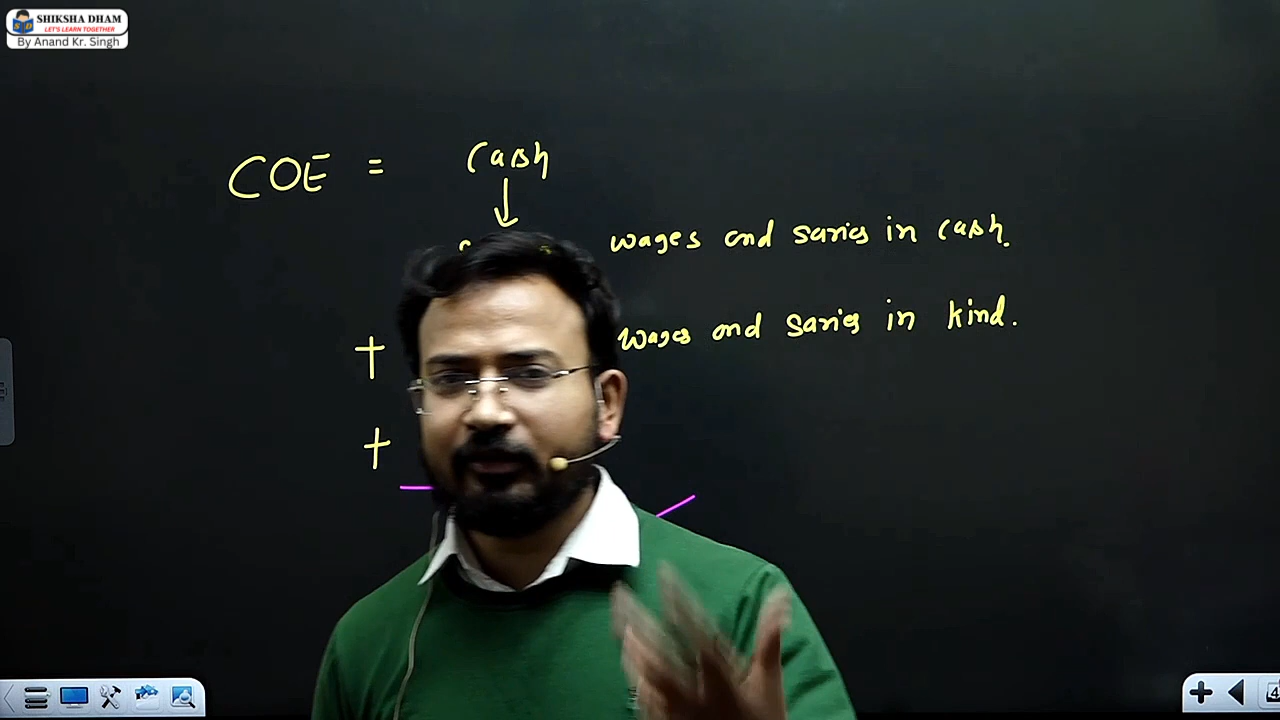 SHIKSHA DHAM
LET'S LEARN TOGETHER
By Anand Kr. Singh
COE = Cash
wages and saries in cash.
+ wages and saries in kind.
+